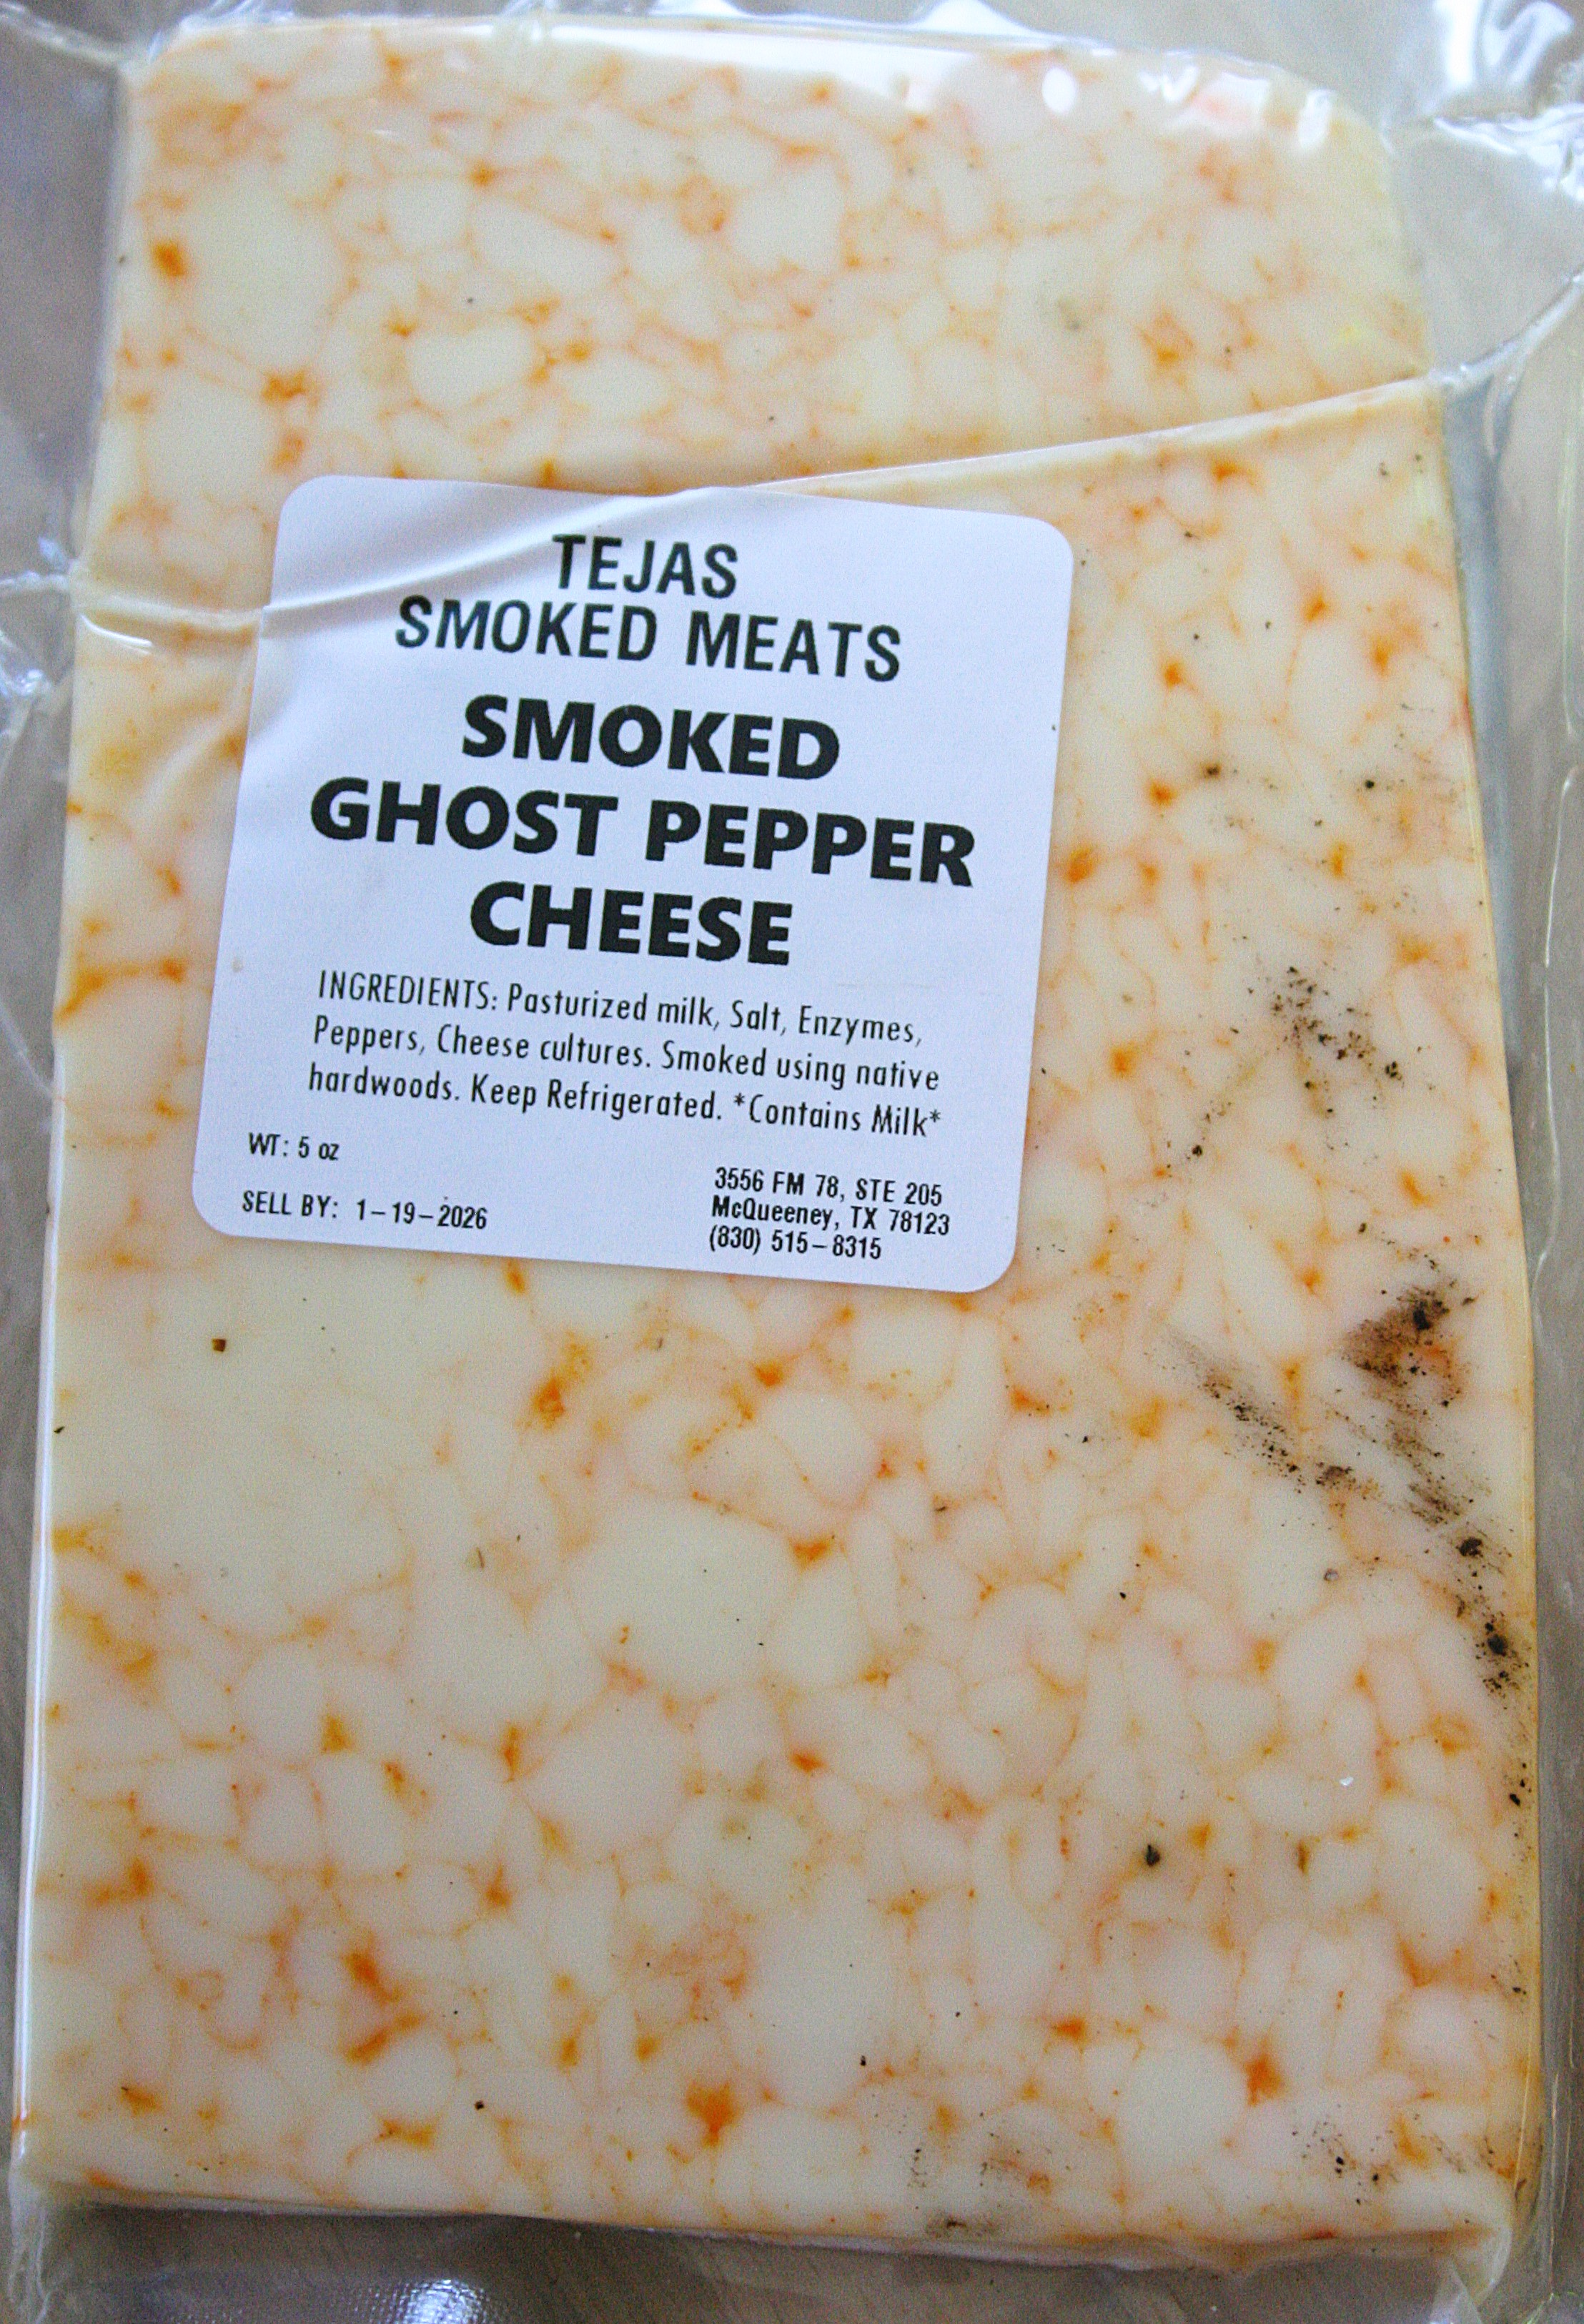 TEJAS
SMOKED MEATS
SMOKED
GHOST PEPPER
CHEESE
INGREDIENTS: Pasturized milk, Salt, Enzymes,
Peppers, Cheese cultures. Smoked using native
hardwoods. Keep Refrigerated. *Contains Milk*
WT: 5 oz
SELL BY: 1-19-2026
3556 FM 78, STE 205
McQueeney, TX 78123
(830) 515-8315